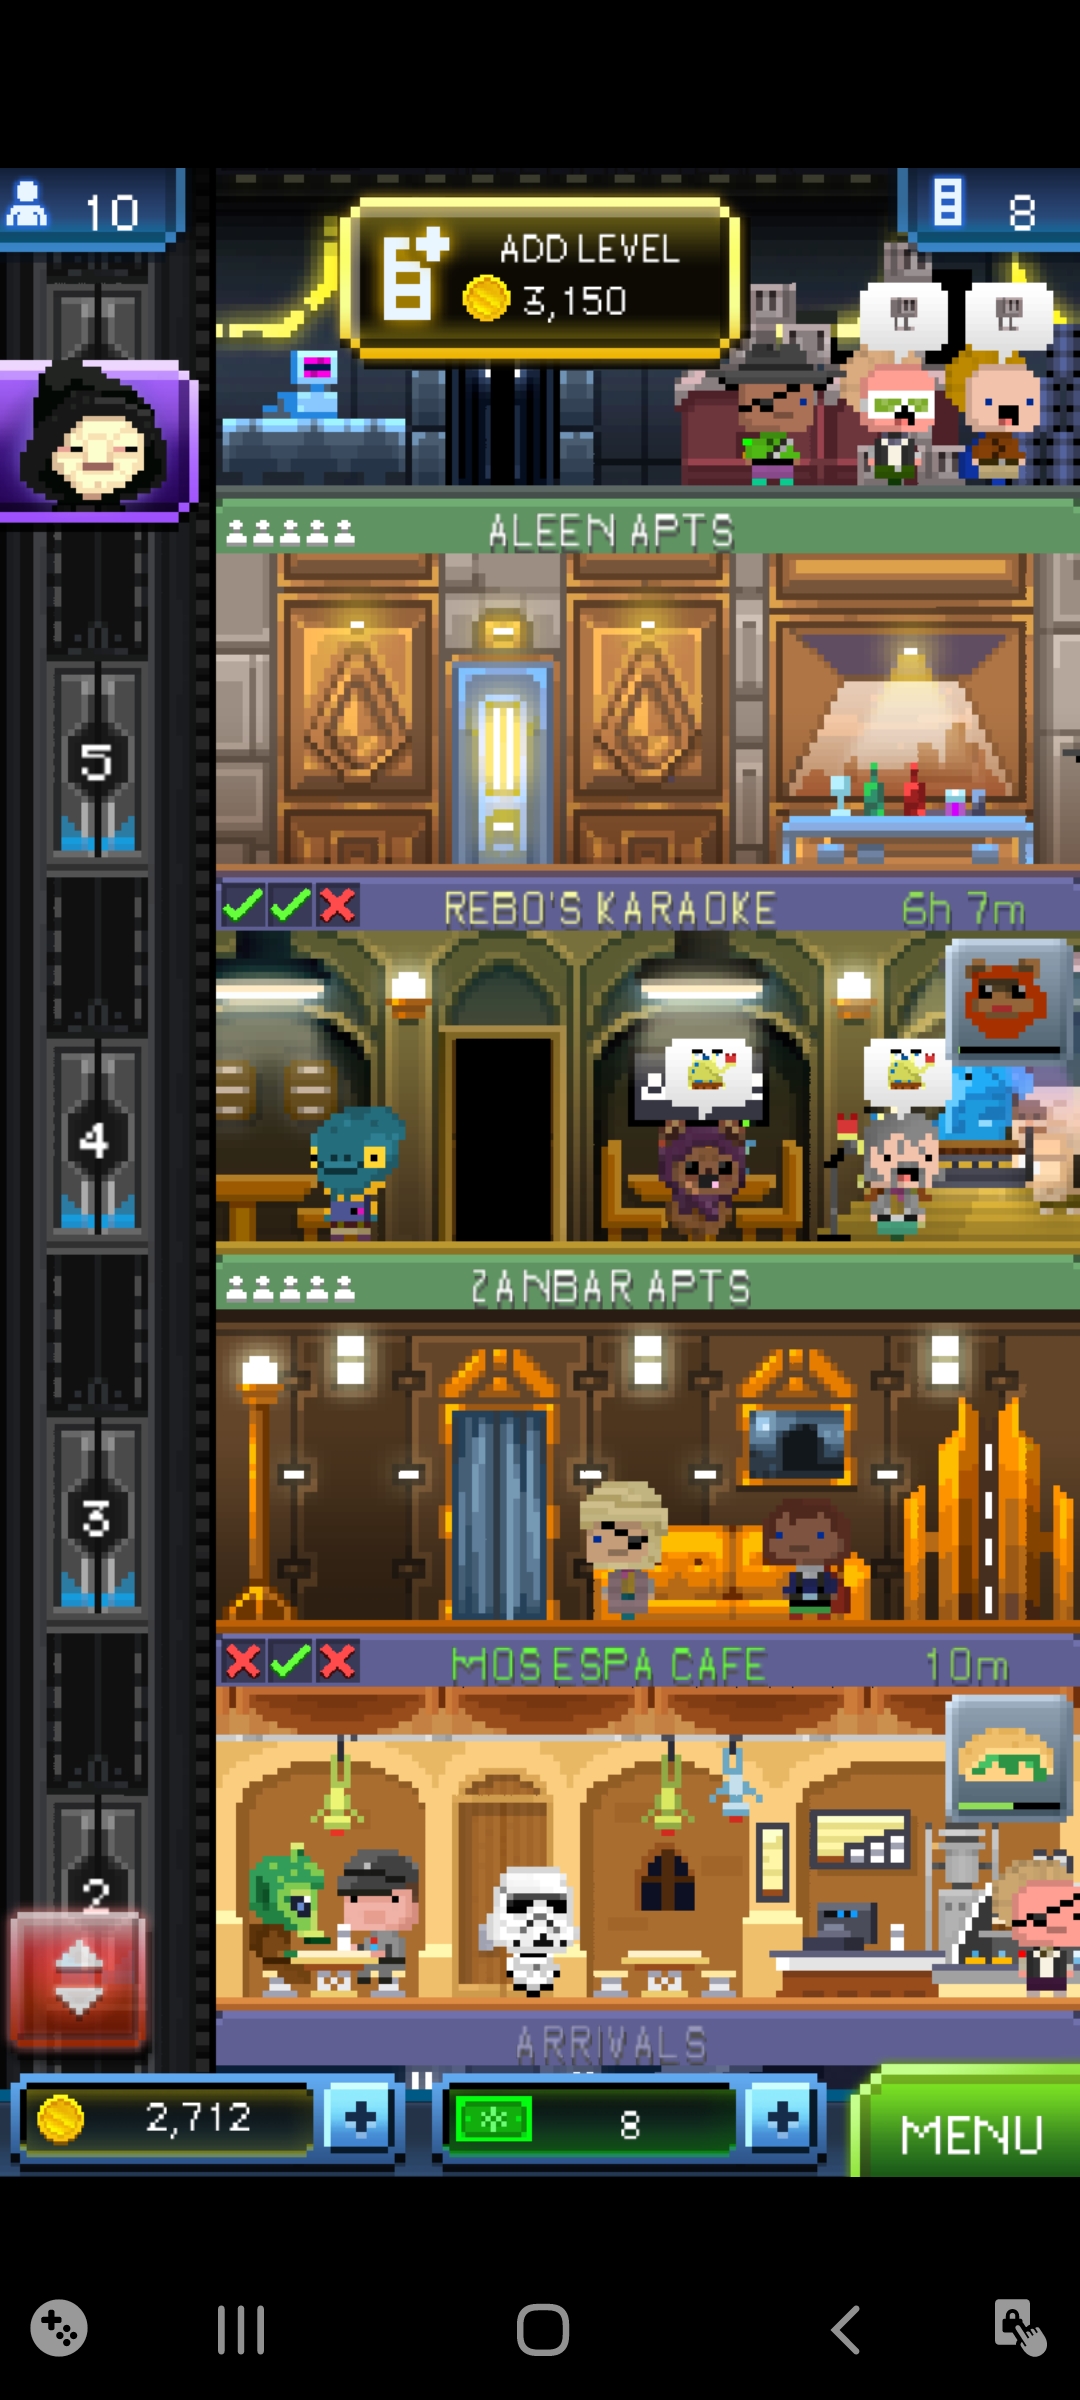 10
8
ADD LEVEL
3,150
ALEEN APTS
5
REBO'S KARAOKE 6h 7m
4
ZANBAR APTS
3
MOS ESPA CAFE 10m
2
ARRIVALS
2,712
8
MENU